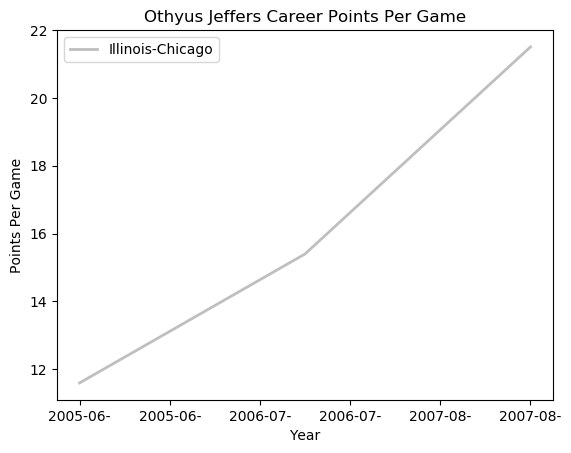 Othyus Jeffers Career Points Per Game
Illinois-Chicago
Points Per Game
22
20
18
16
14
12
2005-06- 2005-06- 2006-07- 2006-07- 2007-08- 2007-08-
Year